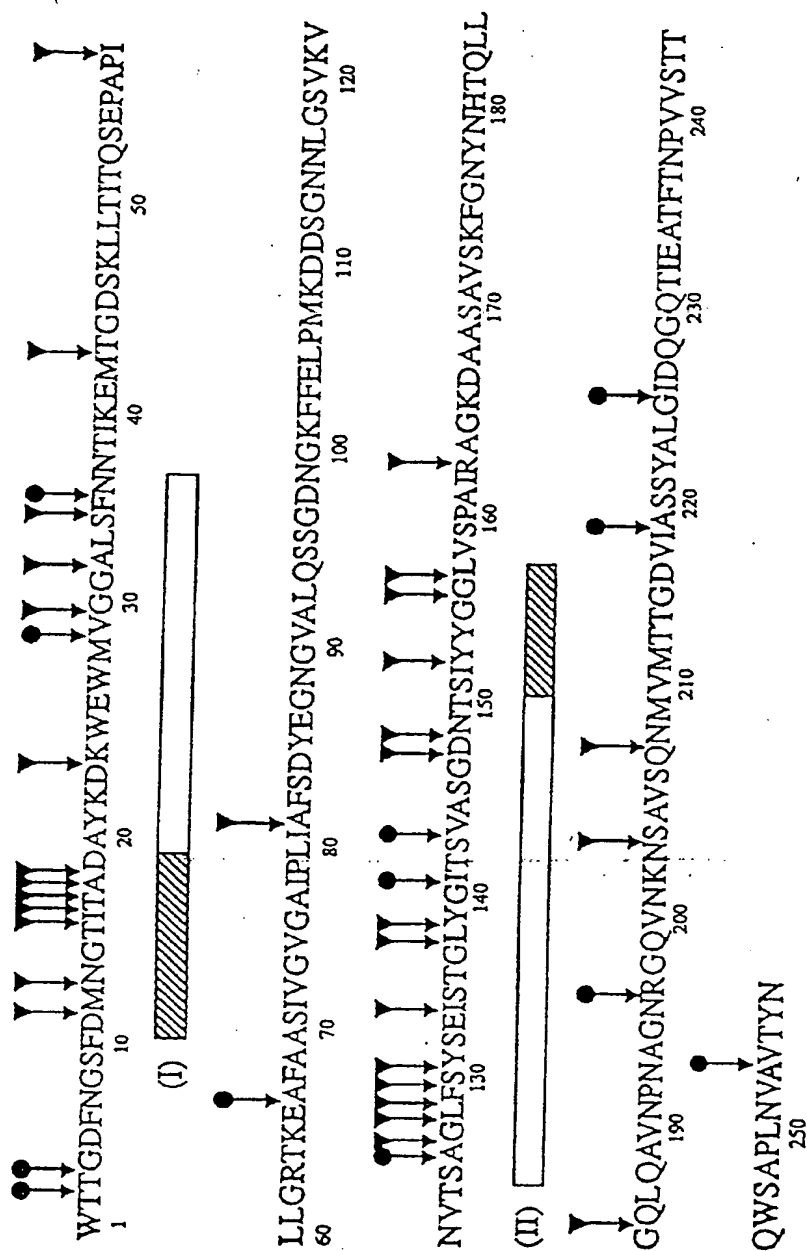 WTTGDFNGSFDMNGTITADAYKDKWEWMVGGALSFNNTIKEMTGDSKLLTITQSEPAPI
1 10 20 30 40 50
(I)
LLGRTKEAFAASIVGVGAIPLIAFSDYEGNGVALQSSGDNGKFFELPMKDDSGNNLGSVKV
60 70 80 90 100 110 120
NVTSAGLFSYSEISTGLYGITSVASGDNTSIYYGGLVSPAIRAGKDAASAVSKFGNYNHTQLL
130 140 150 160 170 180
(II)
GQLQAVNPNAGNRGQVNKNSAVSQNMVMTTGDVIASSYALGIDQGQTIEATFTNPVVSTT
190 200 210 220 230 240
QWSAPLNVAVTYN
250